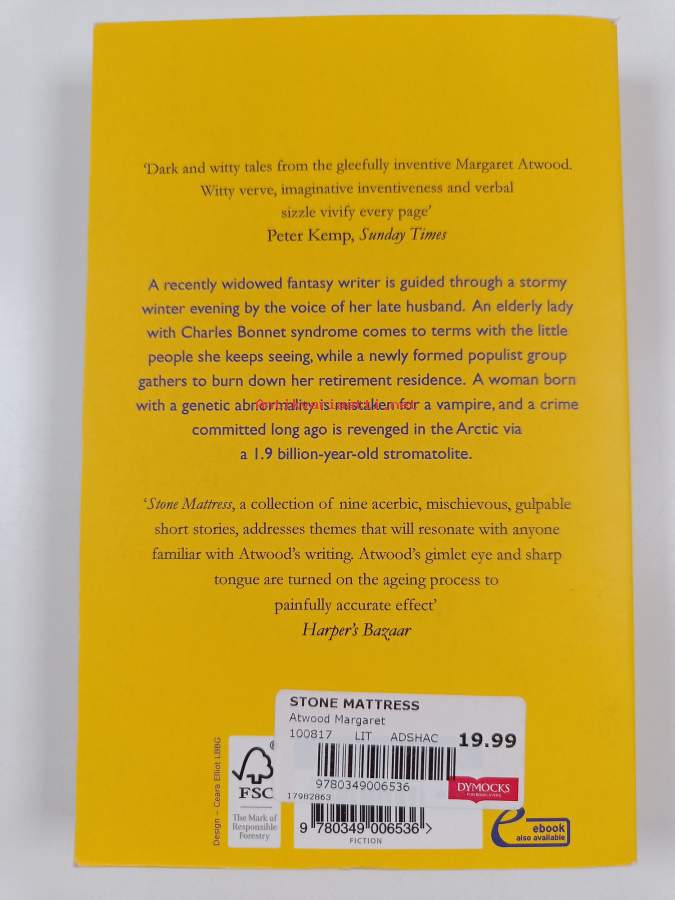 ‘Dark and witty tales from the gleefully inventive Margaret Atwood.
Witty verve, imaginative inventiveness and verbal
sizzle vivify every page’
Peter Kemp, Sunday Times
A recently widowed fantasy writer is guided through a stormy
winter evening by the voice of her late husband. An elderly lady
with Charles Bonnet syndrome comes to terms with the little
people she keeps seeing, while a newly formed populist group
gathers to burn down her retirement residence. A woman born
with a genetic abnormality is mistaken for a vampire, and a crime
committed long ago is revenged in the Arctic via
a 1.9 billion-year-old stromatolite.
‘Stone Mattress, a collection of nine acerbic, mischievous, gulpable
short stories, addresses themes that will resonate with anyone
familiar with Atwood’s writing. Atwood’s gimlet eye and sharp
tongue are turned on the ageing process to
painfully accurate effect’
Harper’s Bazaar
STONE MATTRESS
Atwood Margaret
100817 LIT ADSHAC 19.99
9780349006536
DYMOCKS
17982863
Design – Ceara Elliot LBBG
®
FSC
The Mark of
Responsible
Forestry
9 780349 006536 >
FICTION
ebook
also available